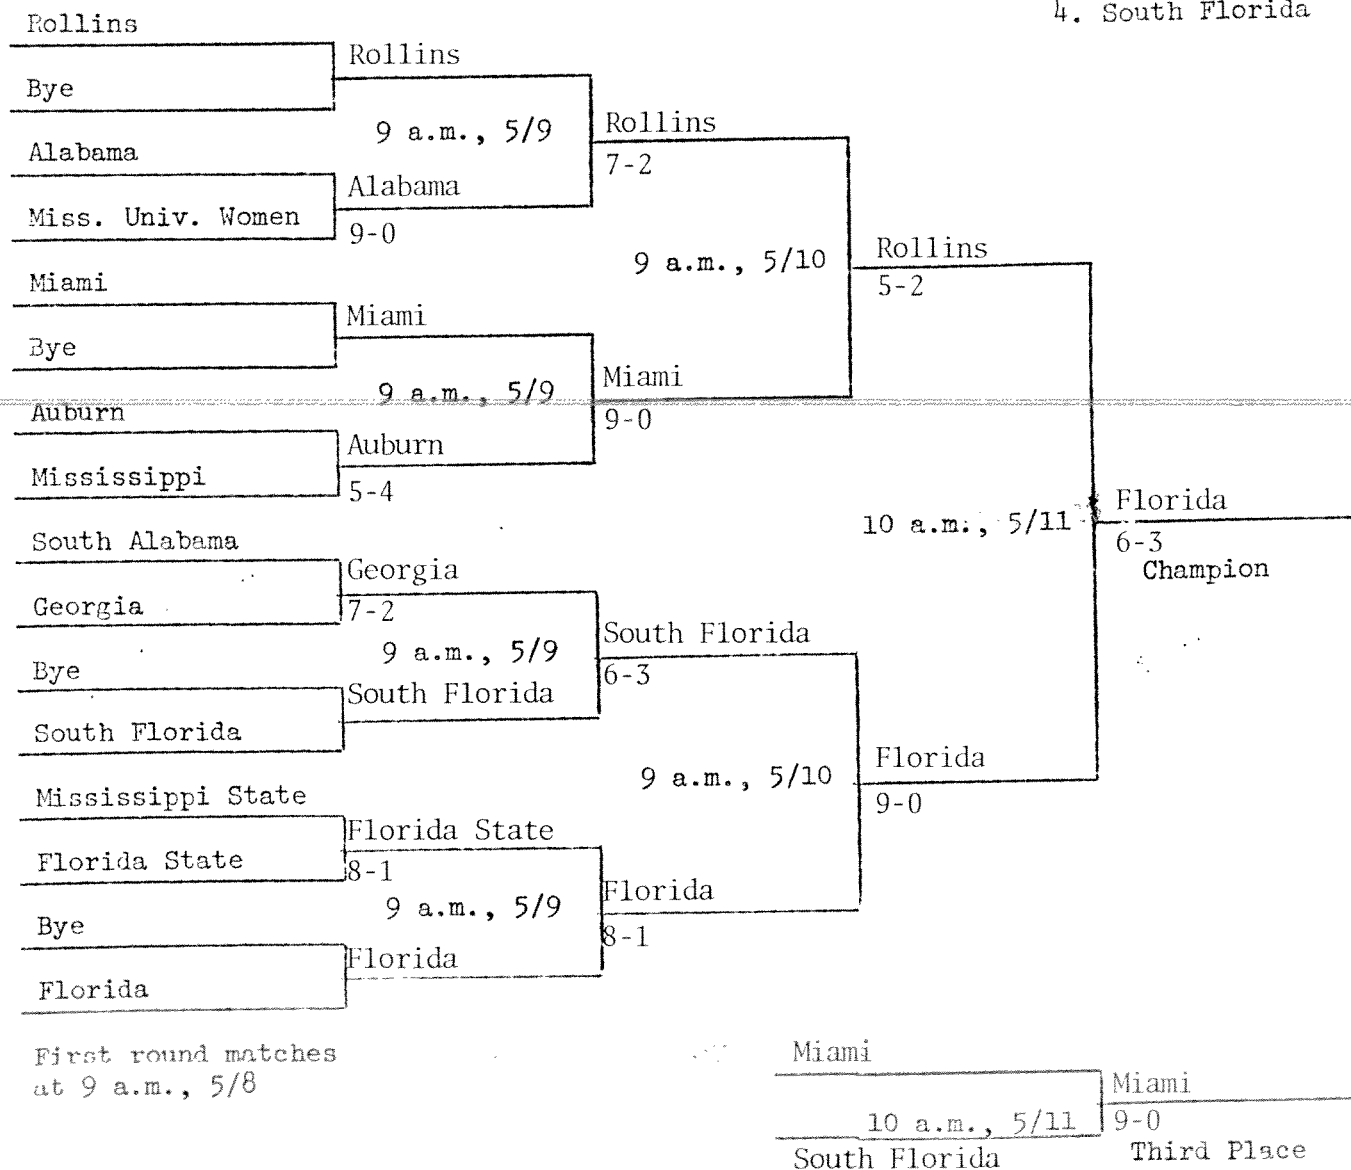 4. South Florida
Rollins
Rollins
Bye
9 a.m., 5/9
Rollins
7-2
Alabama
Alabama
Miss. Univ. Women
9-0
9 a.m., 5/10
Rollins
5-2
Miami
Miami
Bye
9 a.m., 5/9
Miami
9-0
Auburn
Auburn
Mississippi
5-4
10 a.m., 5/11
Florida
6-3
Champion
South Alabama
Georgia
Georgia
7-2
9 a.m., 5/9
South Florida
6-3
Bye
South Florida
South Florida
9 a.m., 5/10
Florida
9-0
Mississippi State
Florida State
Florida State
8-1
9 a.m., 5/9
Florida
8-1
Bye
Florida
Florida
First round matches
at 9 a.m., 5/8
Miami
Miami
10 a.m., 5/11
9-0
South Florida
Third Place